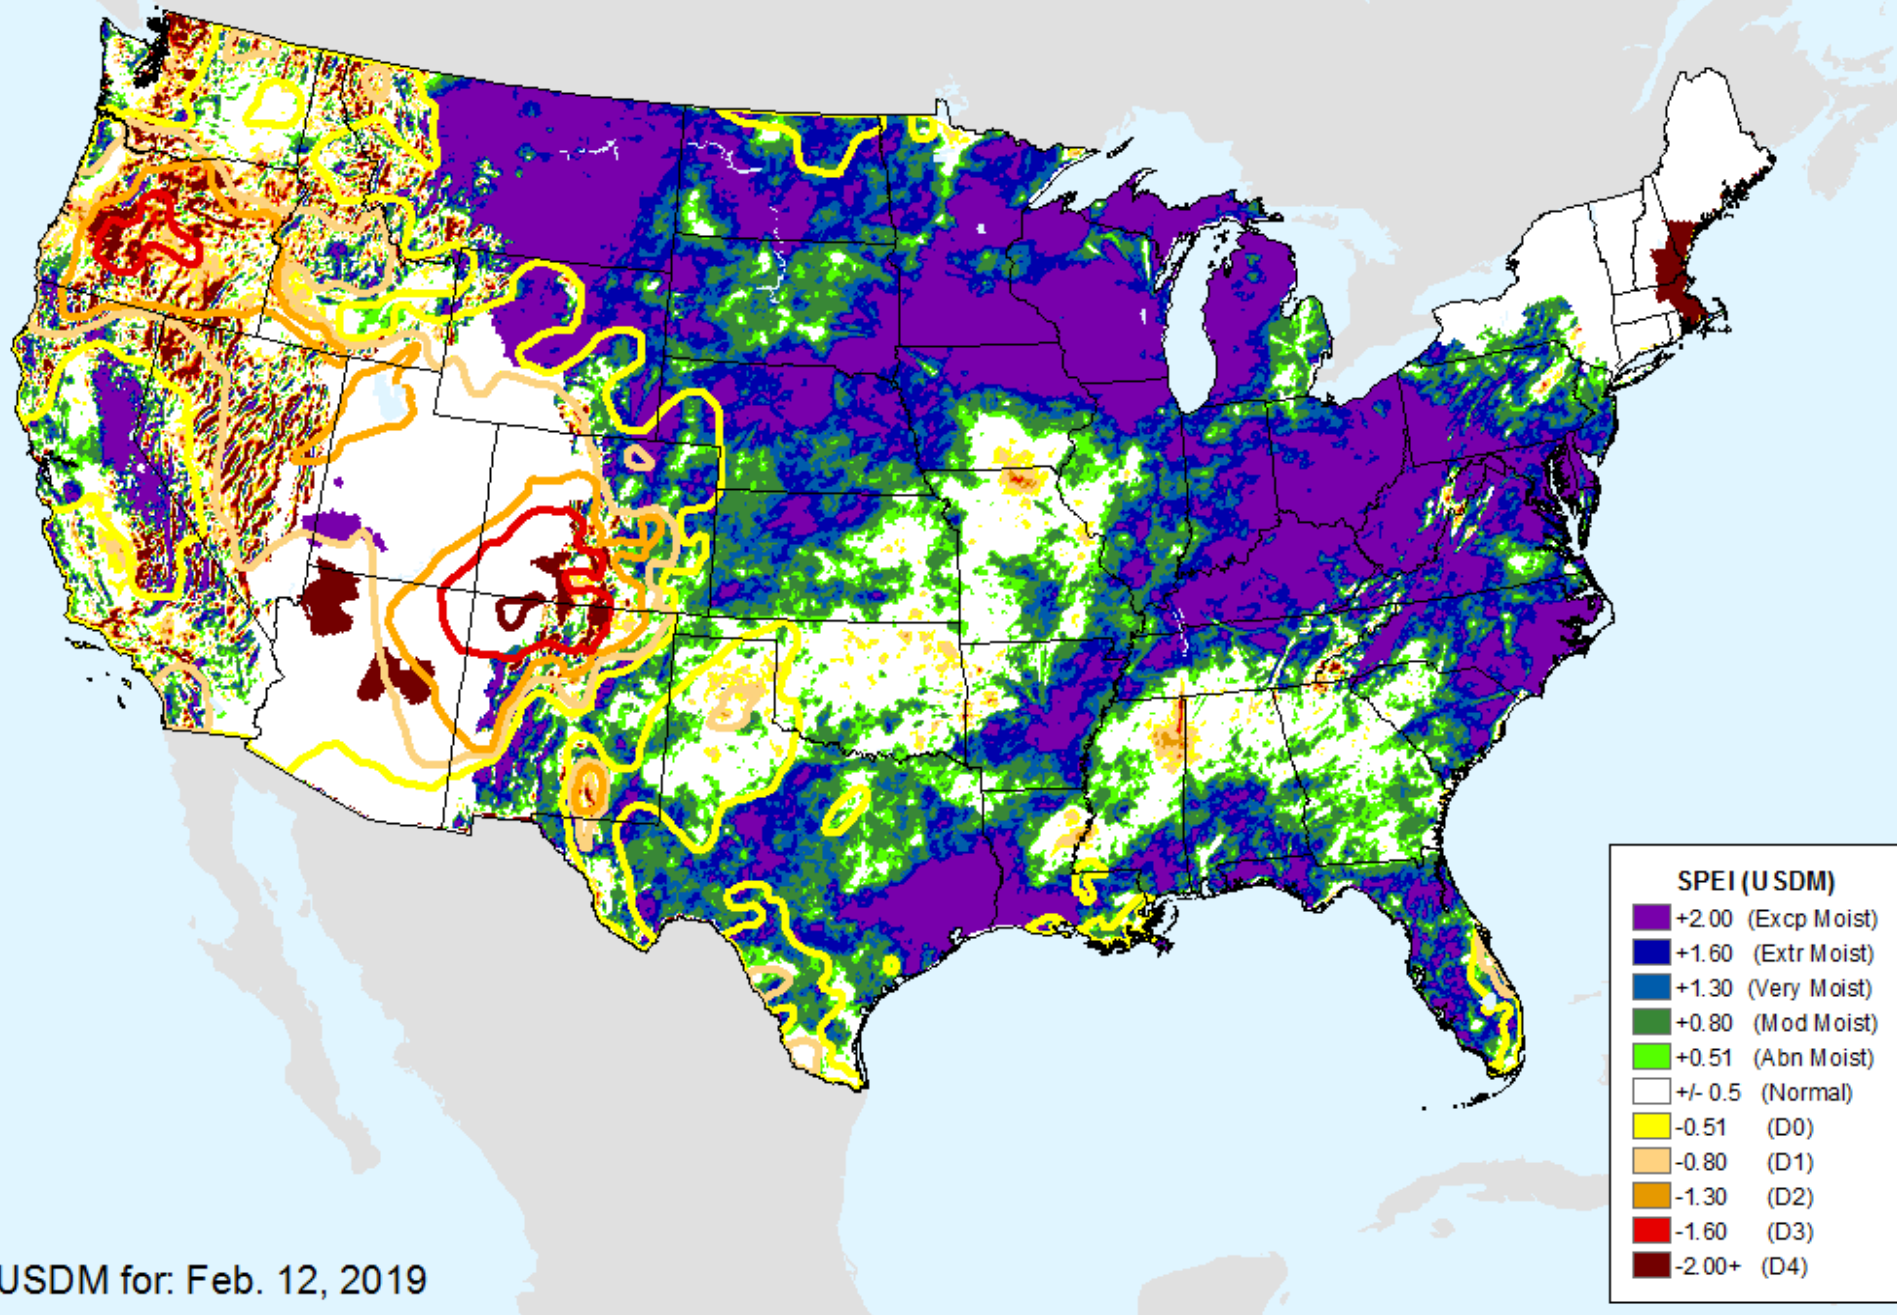 SPEI (USDM)
+2.00 (Excp Moist)
+1.60 (Extr Moist)
+1.30 (Very Moist)
+0.80 (Mod Moist)
+0.51 (Abn Moist)
+/- 0.5 (Normal)
-0.51 (D0)
-0.80 (D1)
-1.30 (D2)
-1.60 (D3)
-2.00+ (D4)
USDM for: Feb. 12, 2019